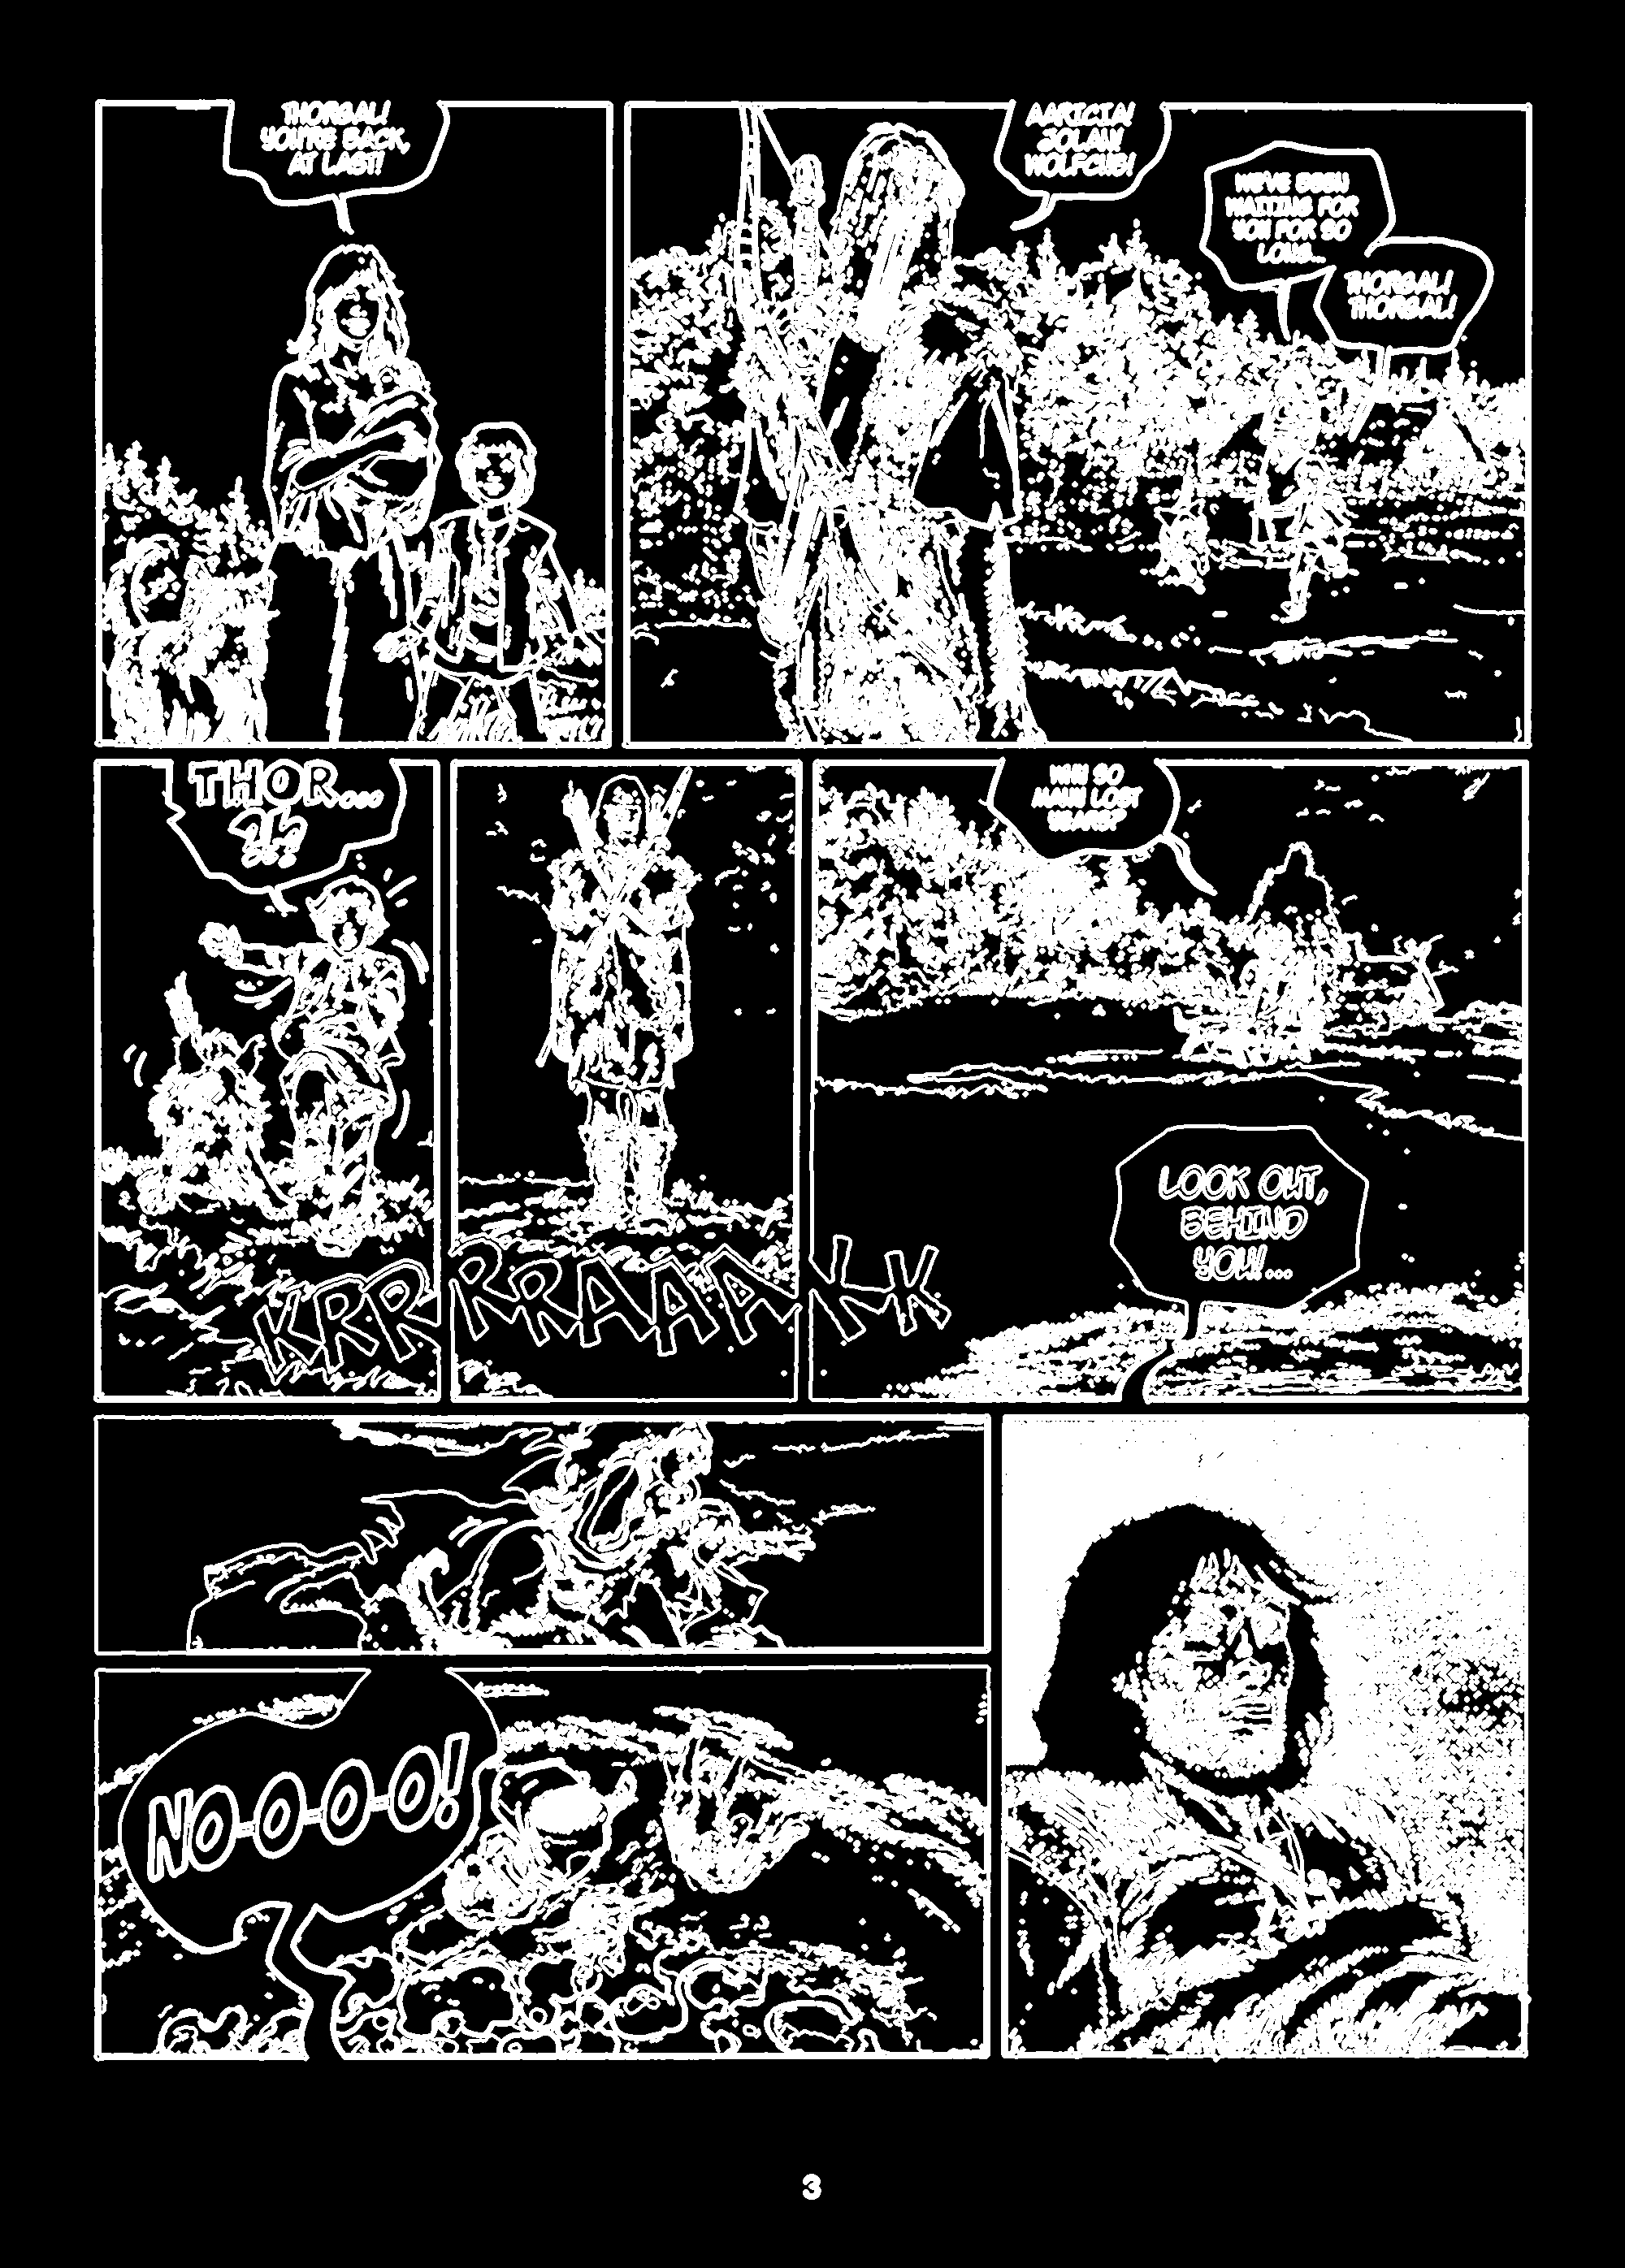 THORGAL!
YOU'RE BACK,
AT LAST!
AARICIA!
JOLAN!
WOLFCUB!
WE'VE BEEN
WAITING FOR
YOU FOR SO
LONG...
THORGAL!
THORGAL!
THOR...
?!?
WHY SO
MANY LOST
YEARS?
LOOK OUT,
BEHIND
YOU!...
KRRRRRAAAAKK
NO-O-O-O!
3